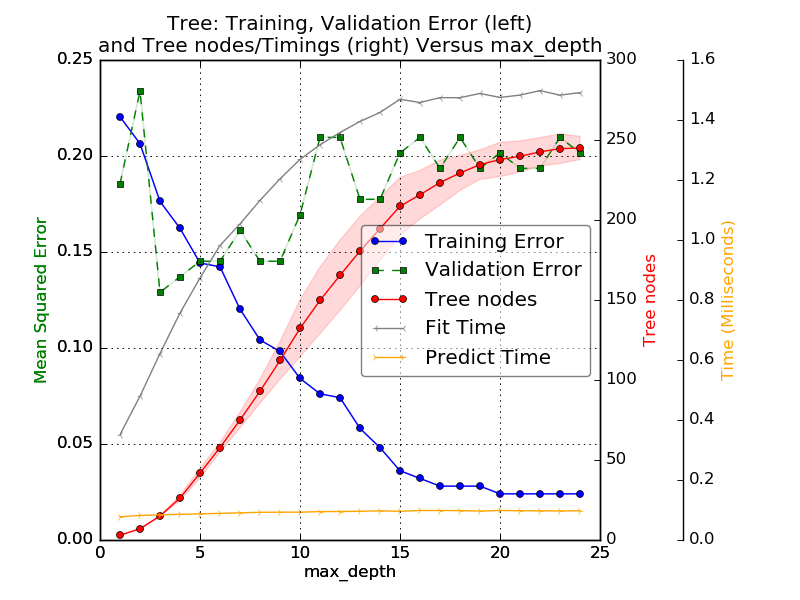 Tree: Training, Validation Error (left)
and Tree nodes/Timings (right) Versus max_depth
0.25
0.20
0.15
0.10
0.05
0.00
Mean Squared Error
0
5
10
15
20
25
max_depth
300
250
200
150
100
50
0
Tree nodes
1.6
1.4
1.2
1.0
0.8
0.6
0.4
0.2
0.0
Time (Milliseconds)
Training Error
Validation Error
Tree nodes
Fit Time
Predict Time